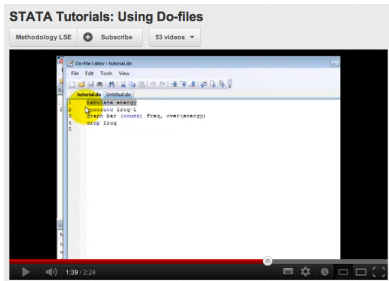 STATA Tutorials: Using Do-files
Methodology LSE Subscribe 53 videos
Do-file Editor - tutorial.do
File Edit Tools View
tutorial.do Untitled.do
1 tabulate energy
2 generate freq=1
3 graph bar (count) freq, over(energy)
4 drop freq
5
1:39 / 2:24